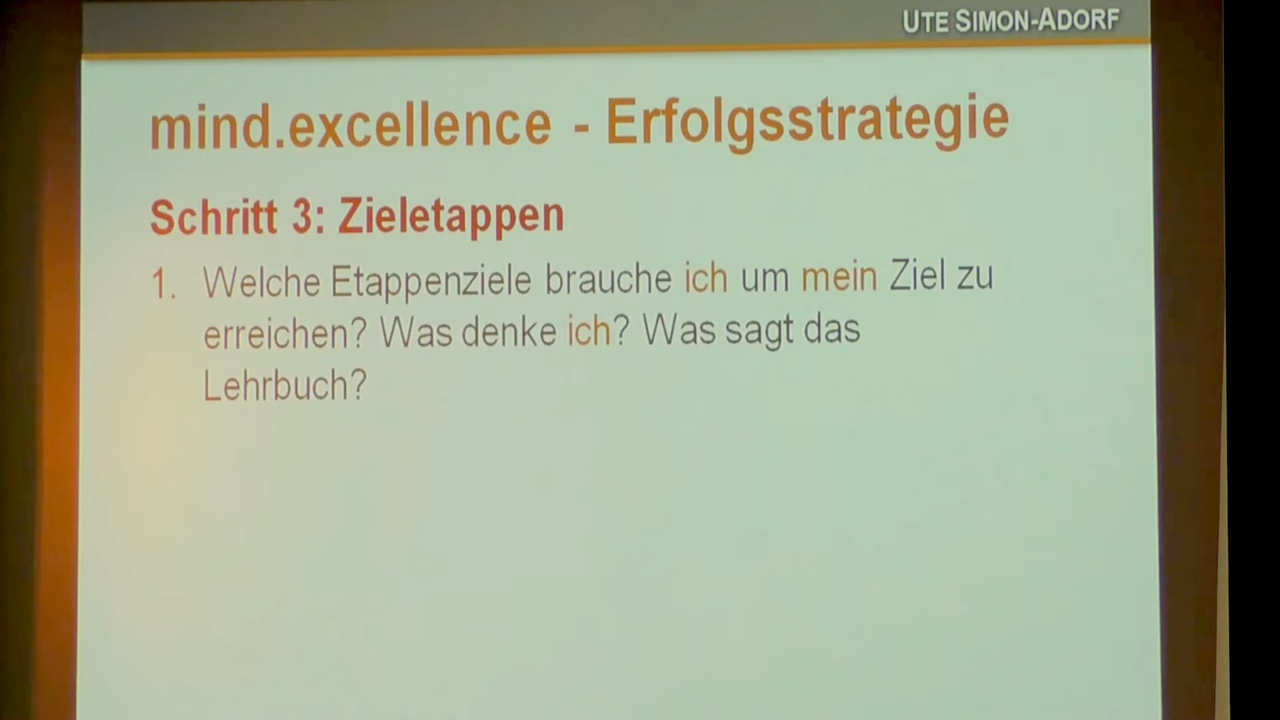 UTE SIMON-ADORF
mind.excellence - Erfolgsstrategie
Schritt 3: Zieletappen
1. Welche Etappenziele brauche ich um mein Ziel zu
erreichen? Was denke ich? Was sagt das
Lehrbuch?